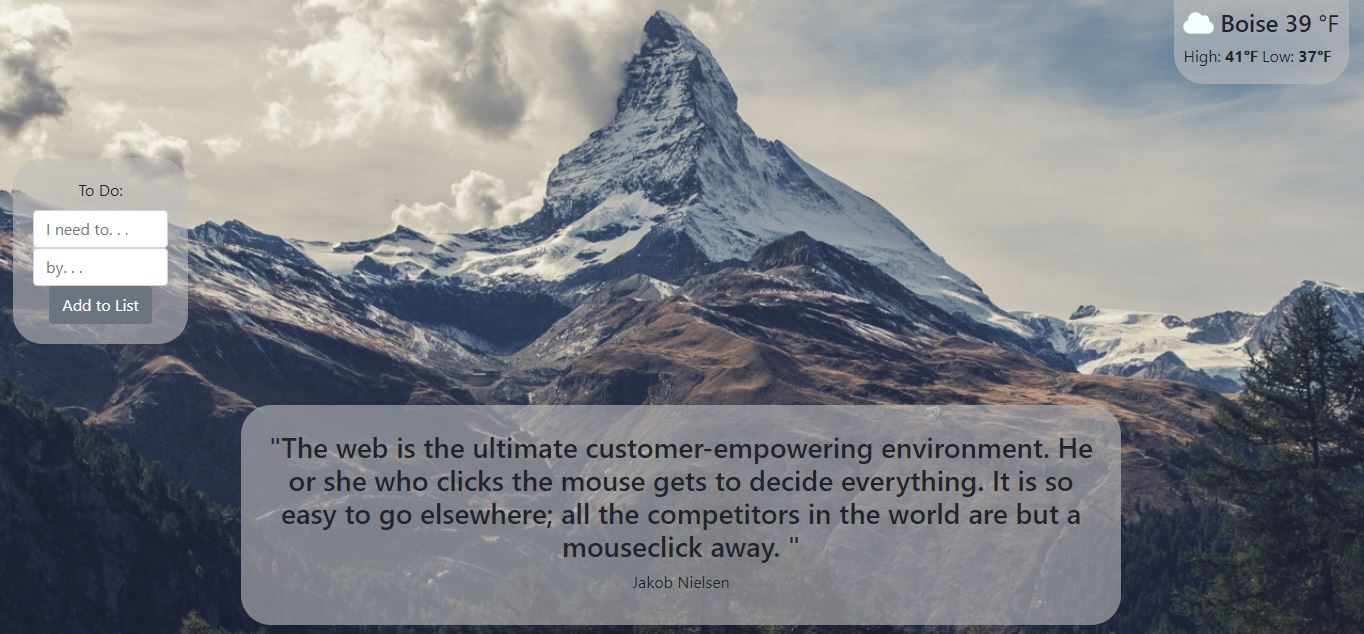 Boise 39 °F
High: 41°F Low: 37°F
To Do:
I need to. . .
by. . .
Add to List
"The web is the ultimate customer-empowering environment. He
or she who clicks the mouse gets to decide everything. It is so
easy to go elsewhere; all the competitors in the world are but a
mouseclick away. "
Jakob Nielsen